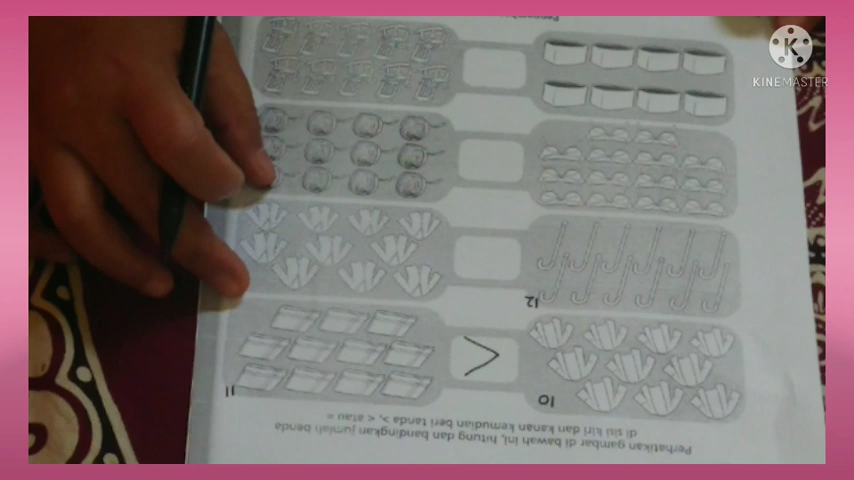 Perhatikan gambar di bawah ini, hitung dan bandingkan jumlah benda
di sisi kiri dan kanan kemudian beri tanda >, < atau =
10
<
11
12
K
KINEMASTER